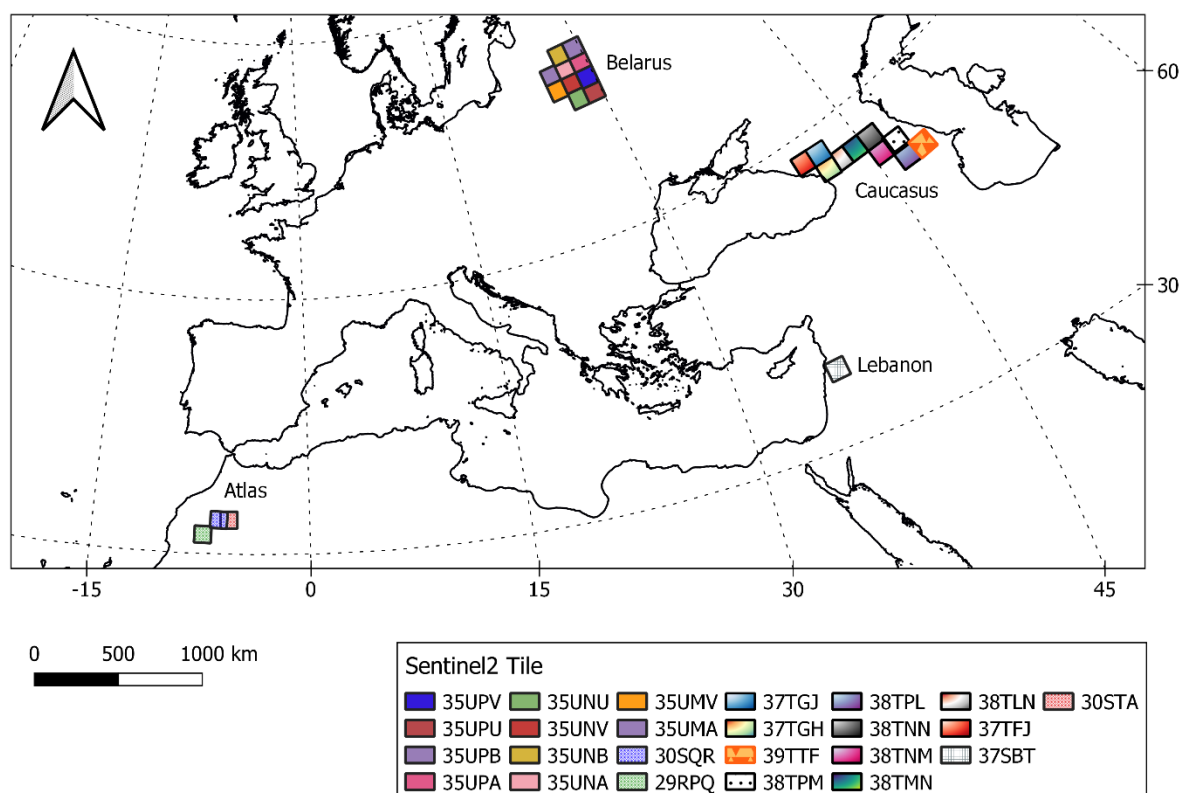 Belarus
60
Caucasus
30
Lebanon
Atlas
-15 0 15 30 45
0 500 1000 km
Sentinel2 Tile
35UPV 35UNU 35UMV 37TGJ 38TPL 38TLN 30STA
35UPU 35UNV 35UMA 37TGH 38TNN 37TFJ
35UPB 35UNB 30SQR 39TTF 38TNM 37SBT
35UPA 35UNA 29RPQ 38TPM 38TMN